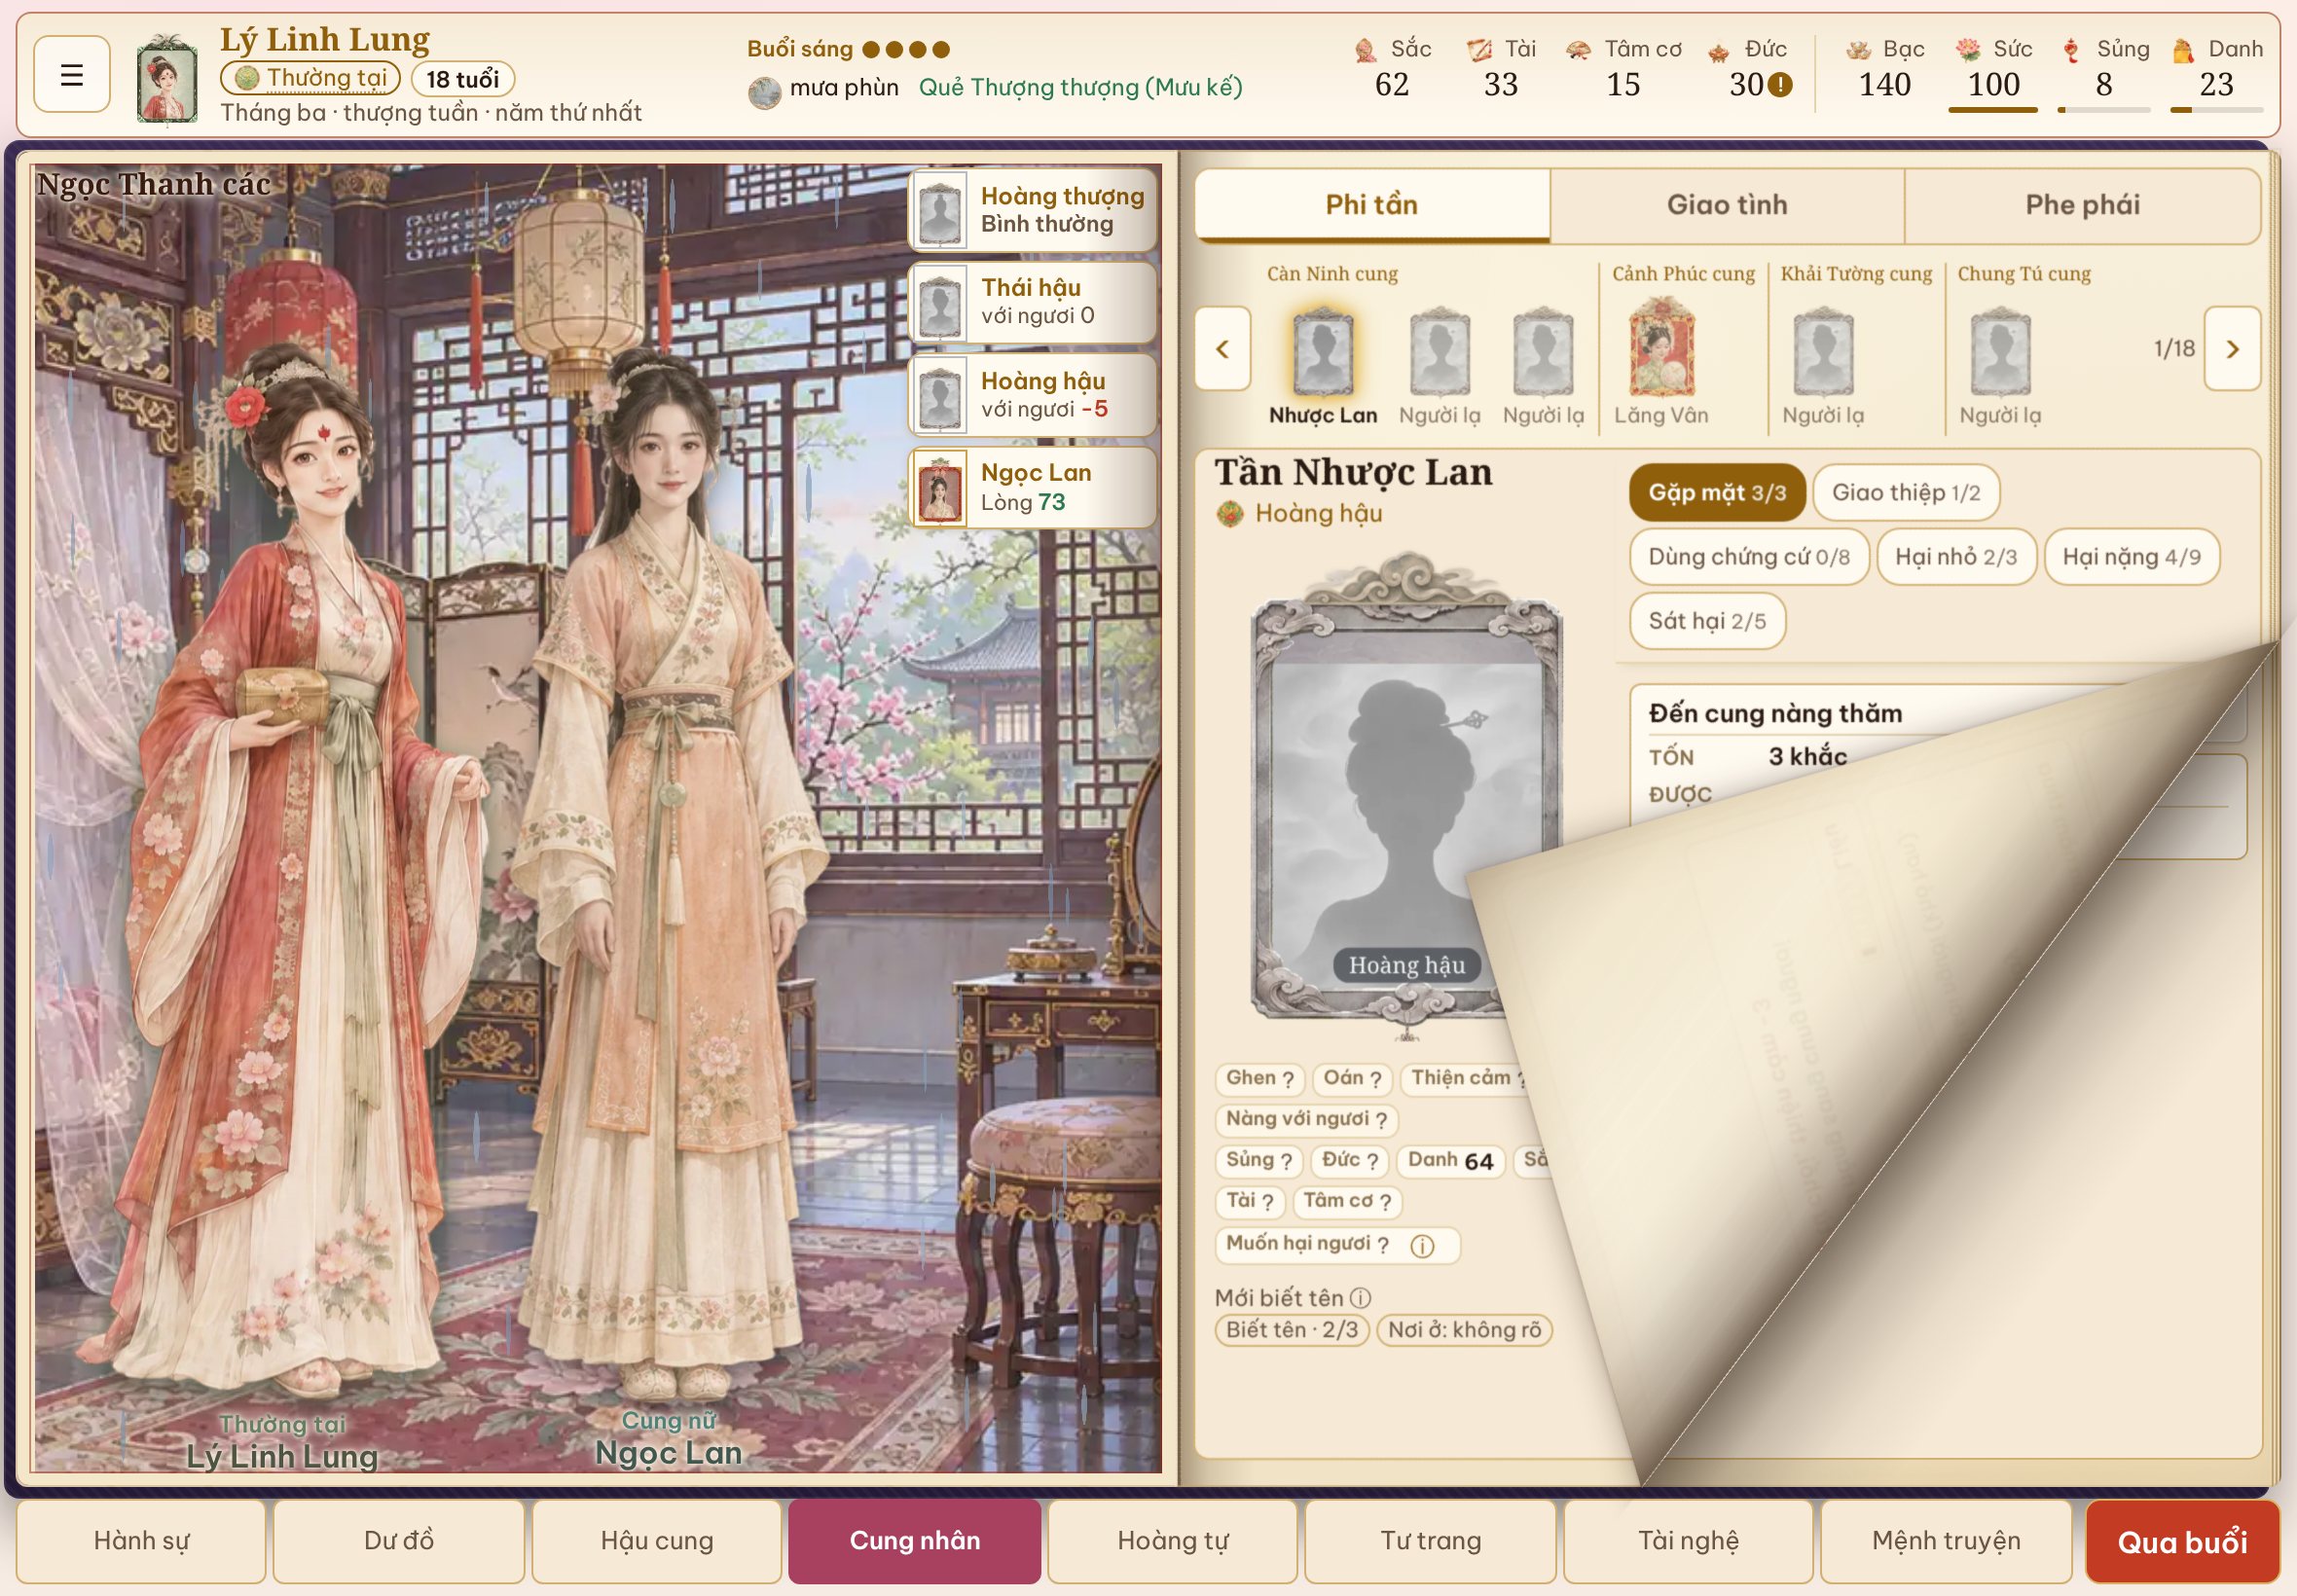 Lý Linh Lung
Thường tại
18 tuổi
Tháng ba · thượng tuần · năm thứ nhất
Buổi sáng
mưa phùn Quẻ Thượng thượng (Mưu kế)
Sắc Tài Tâm cơ Đức Bạc Sức Sủng Danh
62 33 15 30 ! 140 100 8 23
Ngọc Thanh các
Hoàng thượng
Bình thường
Thái hậu
với ngươi 0
Hoàng hậu
với ngươi -5
Ngọc Lan
Lòng 73
Thường tại
Lý Linh Lung
Cung nữ
Ngọc Lan
Phi tần Giao tình Phe phái
Càn Ninh cung Cảnh Phúc cung Khải Tường cung Chung Tú cung
1/18
Nhược Lan Người lạ Người lạ Lăng Vân Người lạ Người lạ
Tần Nhược Lan
Hoàng hậu
Hoàng hậu
Ghen ? Oán ? Thiện cảm
Nàng với ngươi ?
Sủng ? Đức ? Danh 64
Tài ? Tâm cơ ?
Muốn hại ngươi ?
Mới biết tên
Biết tên · 2/3 Nơi ở: không rõ
Gặp mặt 3/3 Giao thiệp 1/2
Dùng chứng cứ 0/8 Hại nhỏ 2/3 Hại nặng 4/9
Sát hại 2/5
Đến cung nàng thăm
TỐN 3 khắc
ĐƯỢC
Hành sự Dư đồ Hậu cung Cung nhân Hoàng tự Tư trang Tài nghệ Mệnh truyện Qua buổi